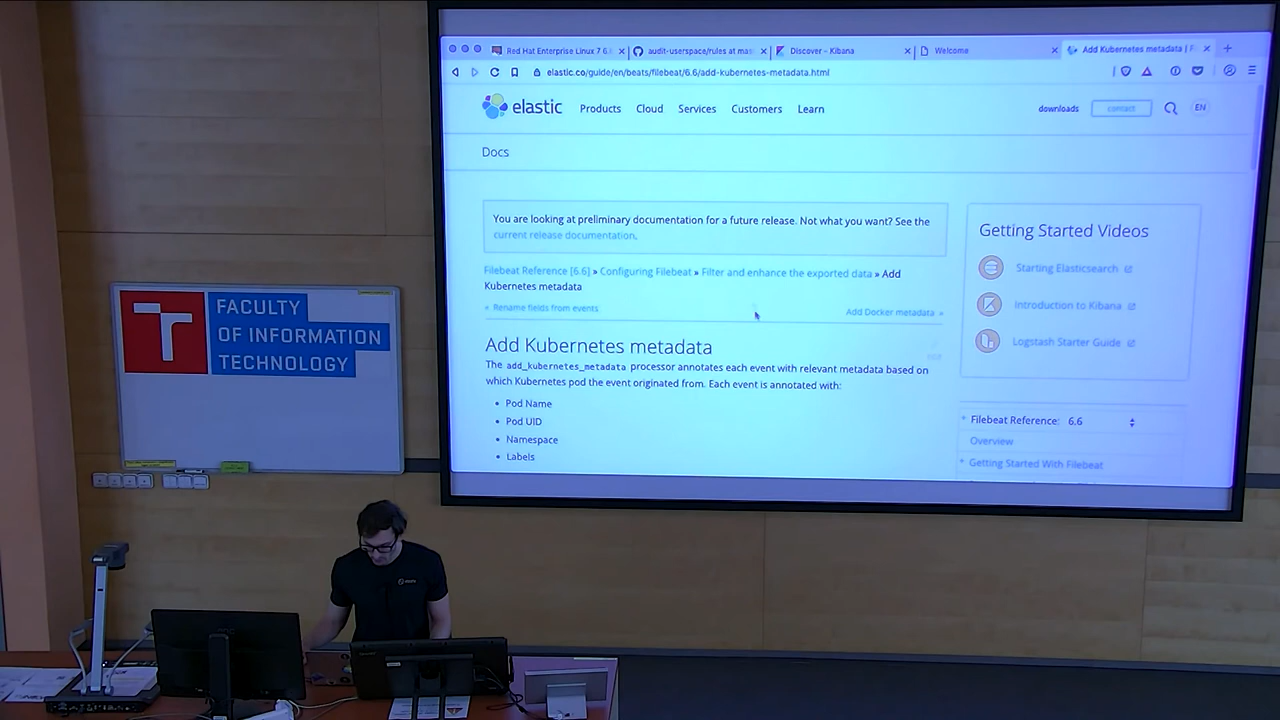 Red Hat Enterprise Linux 7 6.
audit-userspace/rules at mas
Discover - Kibana
Welcome
Add Kubernetes metadata | F
elastic.co/guide/en/beats/filebeat/6.6/add-kubernetes-metadata.html
elastic
Products
Cloud
Services
Customers
Learn
downloads
contact
EN
Docs
You are looking at preliminary documentation for a future release. Not what you want? See the
current release documentation.
Filebeat Reference [6.6] » Configuring Filebeat » Filter and enhance the exported data » Add
Kubernetes metadata
« Rename fields from events
Add Docker metadata »
Add Kubernetes metadata
The add_kubernetes_metadata processor annotates each event with relevant metadata based on
which Kubernetes pod the event originated from. Each event is annotated with:
• Pod Name
• Pod UID
• Namespace
• Labels
Getting Started Videos
Starting Elasticsearch
Introduction to Kibana
Logstash Starter Guide
Filebeat Reference: 6.6
Overview
Getting Started With Filebeat
FACULTY
OF INFORMATION
TECHNOLOGY